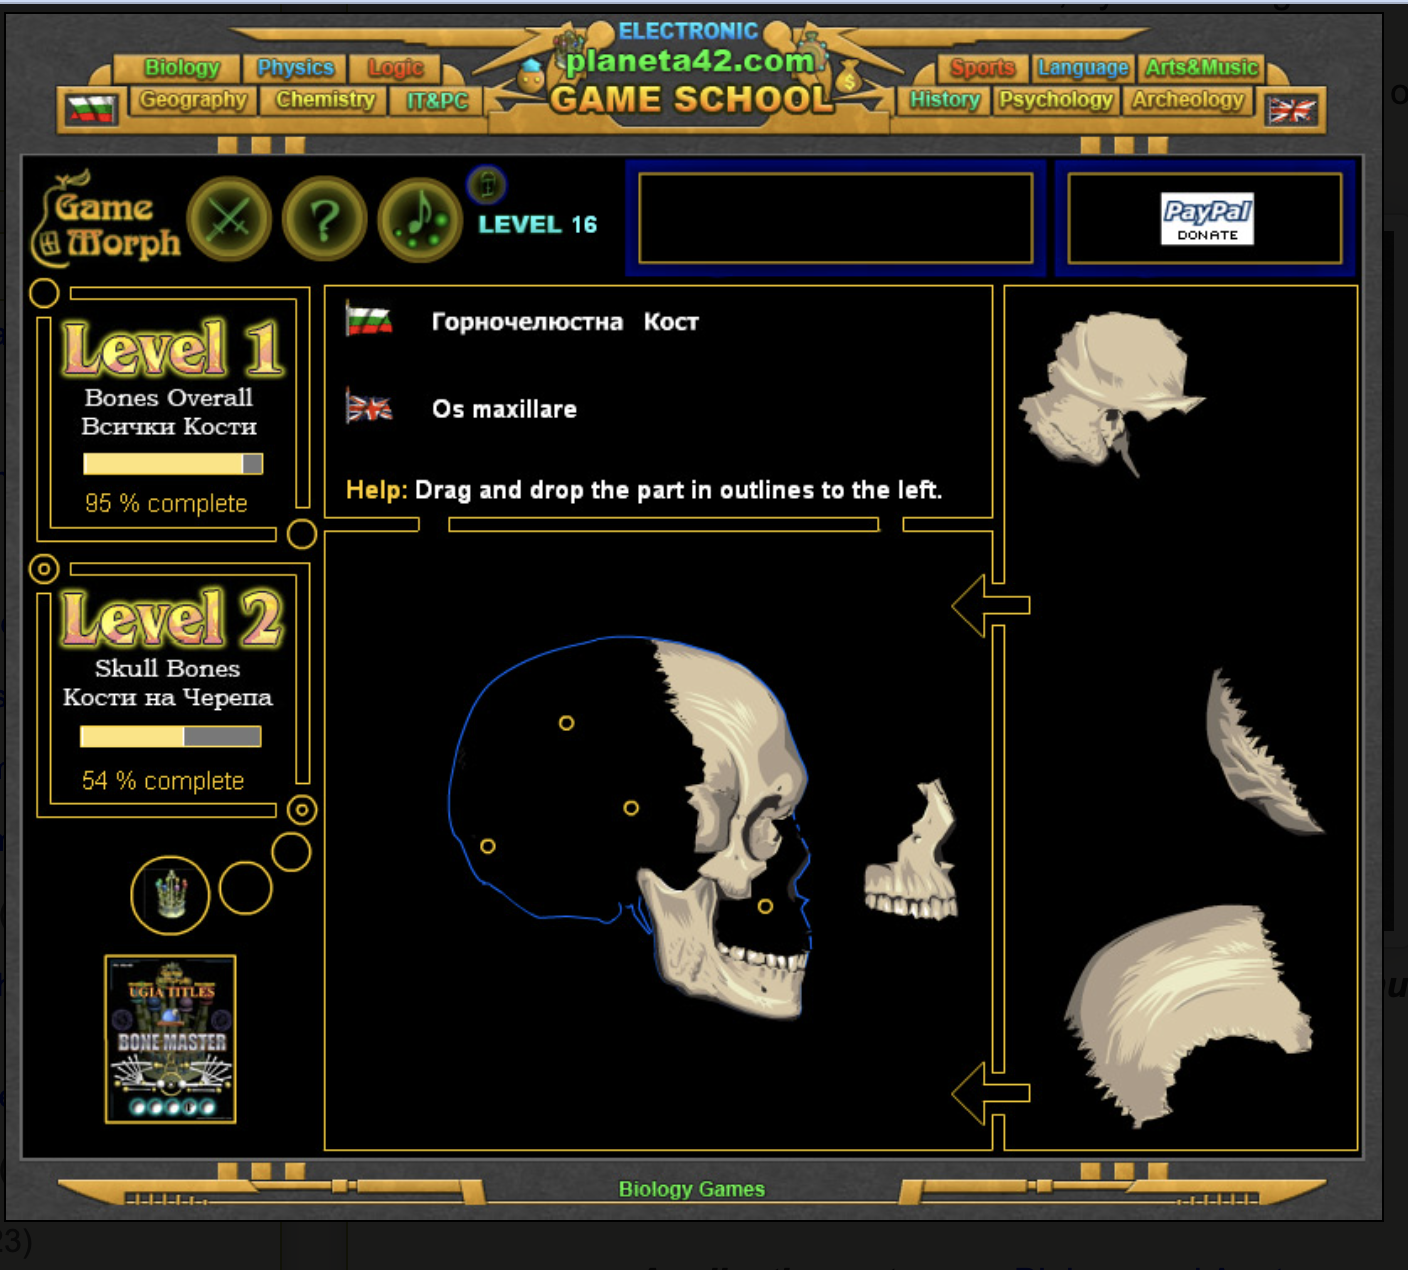 ELECTRONIC
planeta42.com
GAME SCHOOL
Biology Physics Logic
Geography Chemistry IT&PC
Sports Language Arts&Music
History Psychology Archeology
Game Morph
?
LEVEL 16
PayPal
DONATE
Level 1
Bones Overall
Всички Кости
95 % complete
Горночелюстна Кост
Os maxillare
Help: Drag and drop the part in outlines to the left.
Level 2
Skull Bones
Кости на Черепа
54 % complete
UGIA TITLES
BONE MASTER
Biology Games
23)